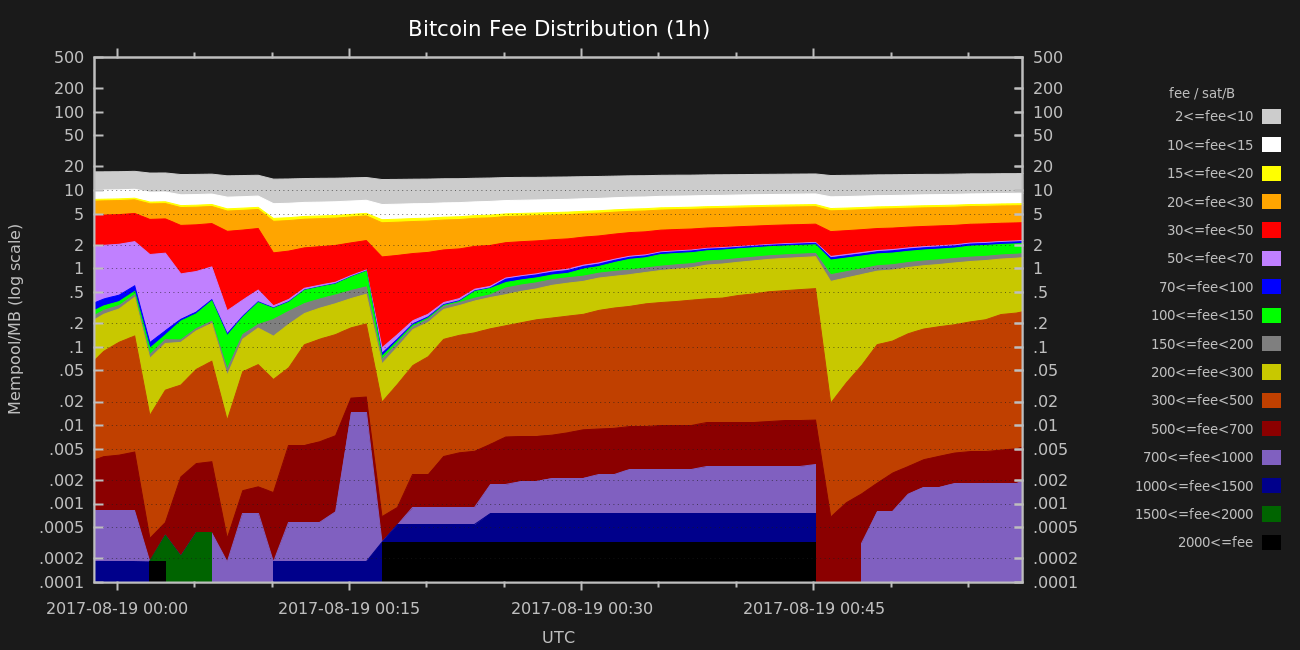 Bitcoin Fee Distribution (1h)
Mempool/MB (log scale)
500
200
100
50
20
10
5
2
1
.5
.2
.1
.05
.02
.01
.005
.002
.001
.0005
.0002
.0001
500
200
100
50
20
10
5
2
1
.5
.2
.1
.05
.02
.01
.005
.002
.001
.0005
.0002
.0001
2017-08-19 00:00
2017-08-19 00:15
2017-08-19 00:30
2017-08-19 00:45
UTC
fee / sat/B
2<=fee<10
10<=fee<15
15<=fee<20
20<=fee<30
30<=fee<50
50<=fee<70
70<=fee<100
100<=fee<150
150<=fee<200
200<=fee<300
300<=fee<500
500<=fee<700
700<=fee<1000
1000<=fee<1500
1500<=fee<2000
2000<=fee